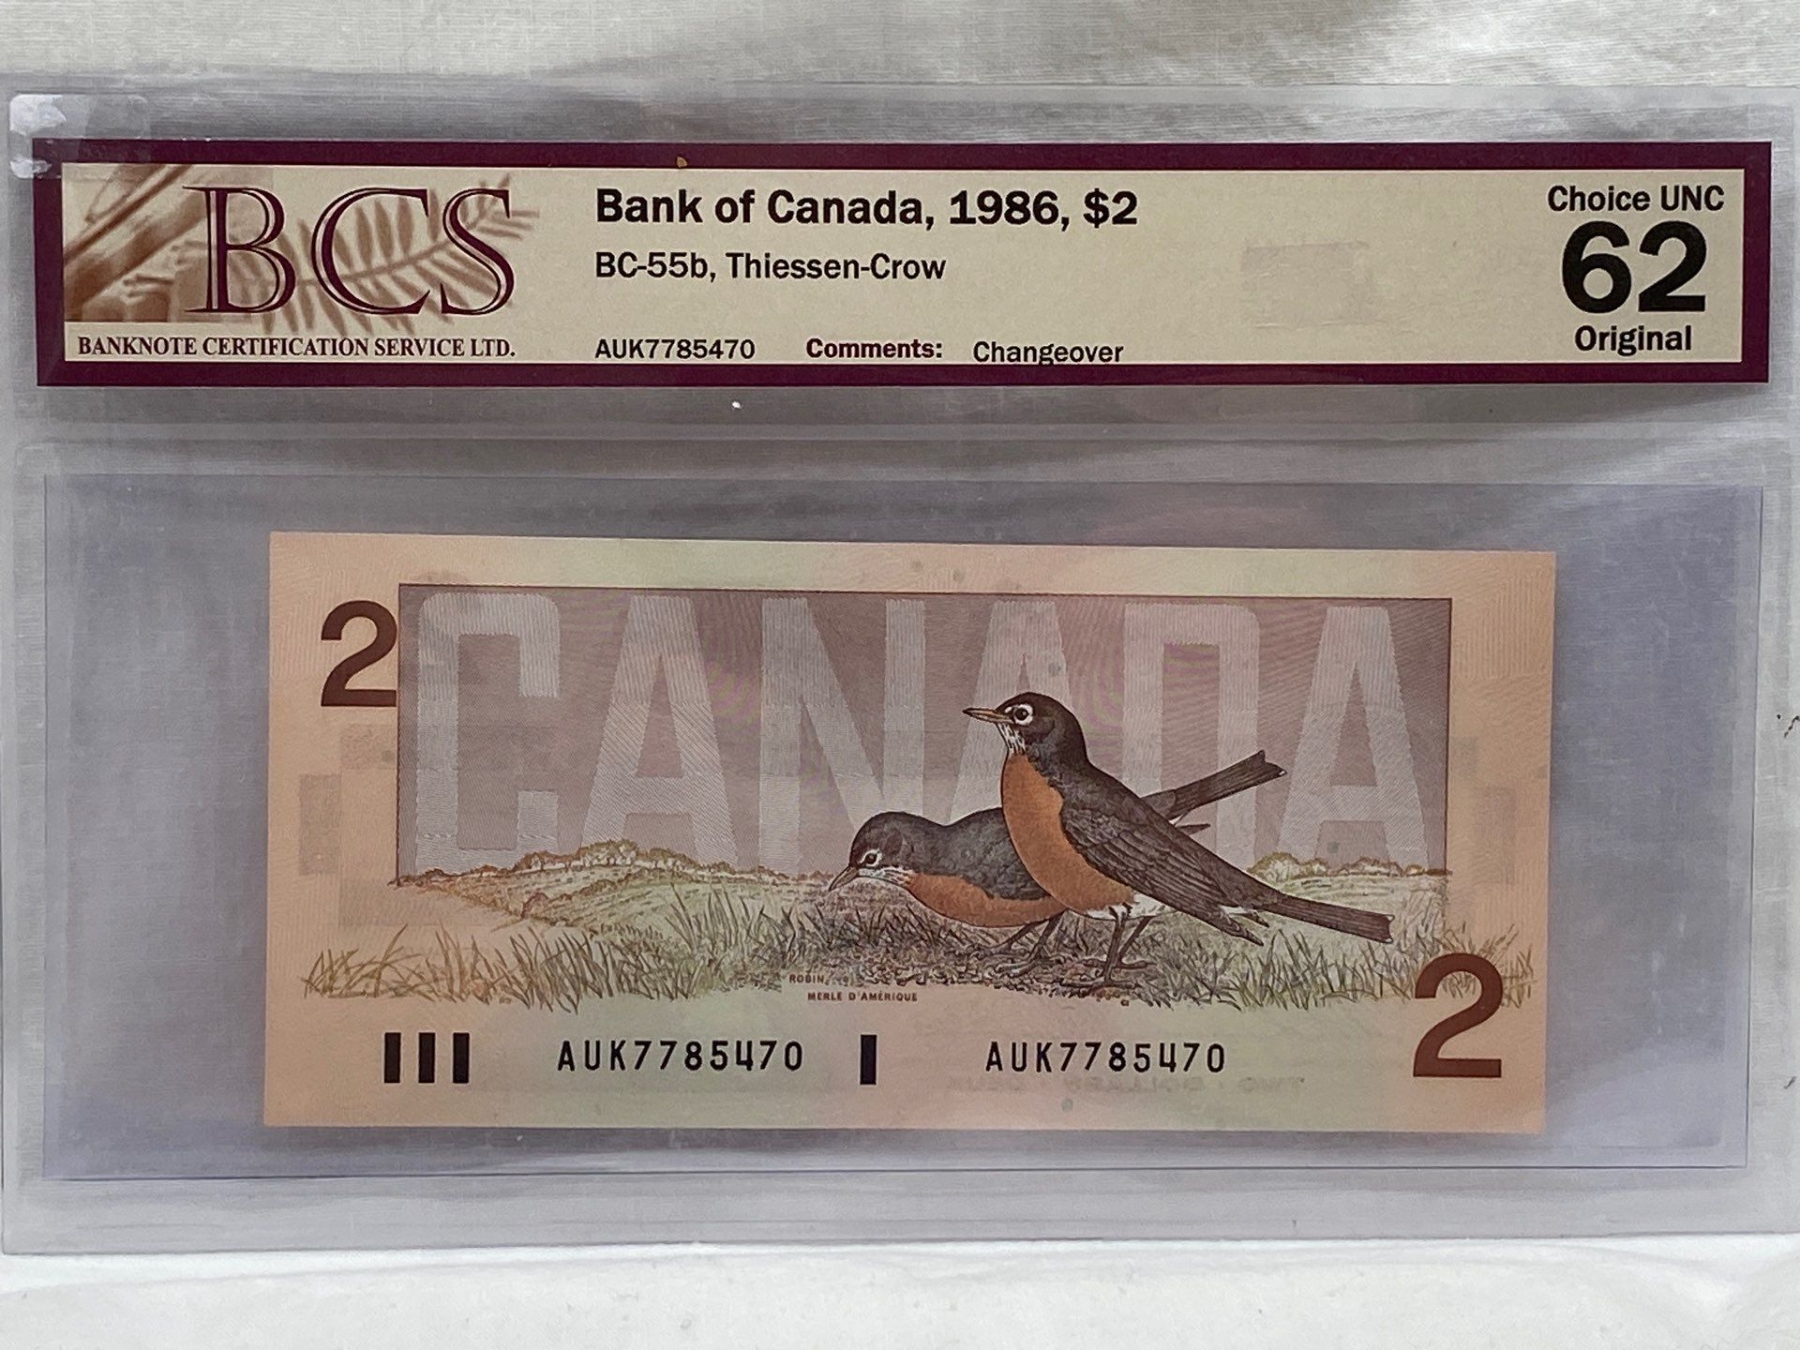 BCS
BANKNOTE CERTIFICATION SERVICE LTD.
Bank of Canada, 1986, $2
BC-55b, Thiessen-Crow
AUK7785470 Comments: Changeover
Choice UNC
62
Original
2
CANADA
ROBIN
MERLE D'AMÉRIQUE
AUK7785470 AUK7785470
2